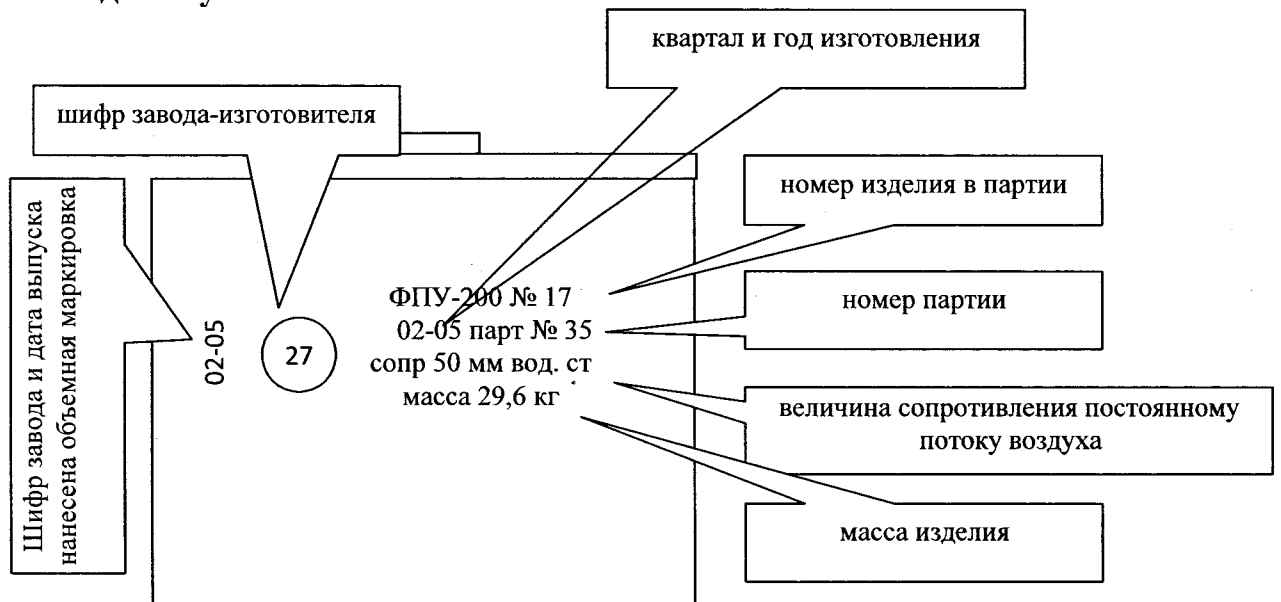 квартал и год изготовления
шифр завода-изготовителя
Шифр завода и дата выпуска
нанесена объемная маркировка
номер изделия в партии
номер партии
02-05
27
ФПУ-200 № 17
02-05 парт № 35
сопр 50 мм вод. ст
масса 29,6 кг
величина сопротивления постоянному
потоку воздуха
масса изделия